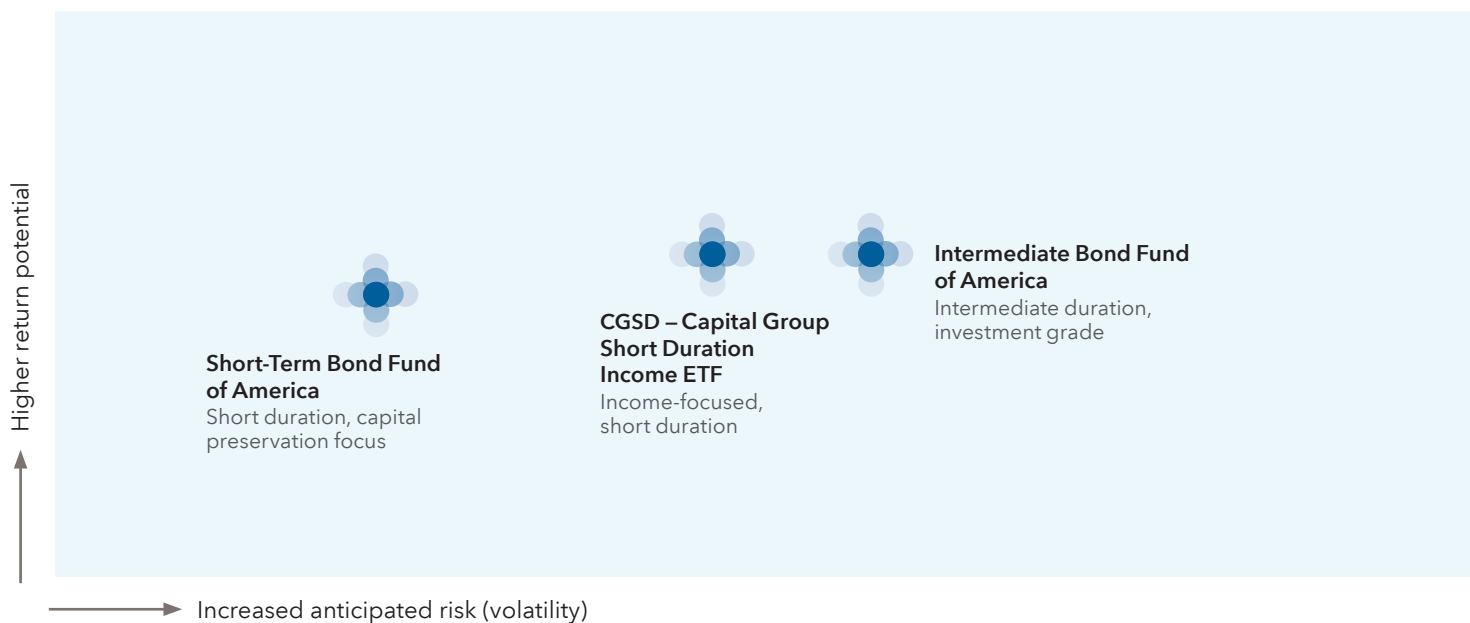 Higher return potential
Short-Term Bond Fund
of America
Short duration, capital
preservation focus
CGSD – Capital Group
Short Duration
Income ETF
Income-focused,
short duration
Intermediate Bond Fund
of America
Intermediate duration,
investment grade
Increased anticipated risk (volatility)